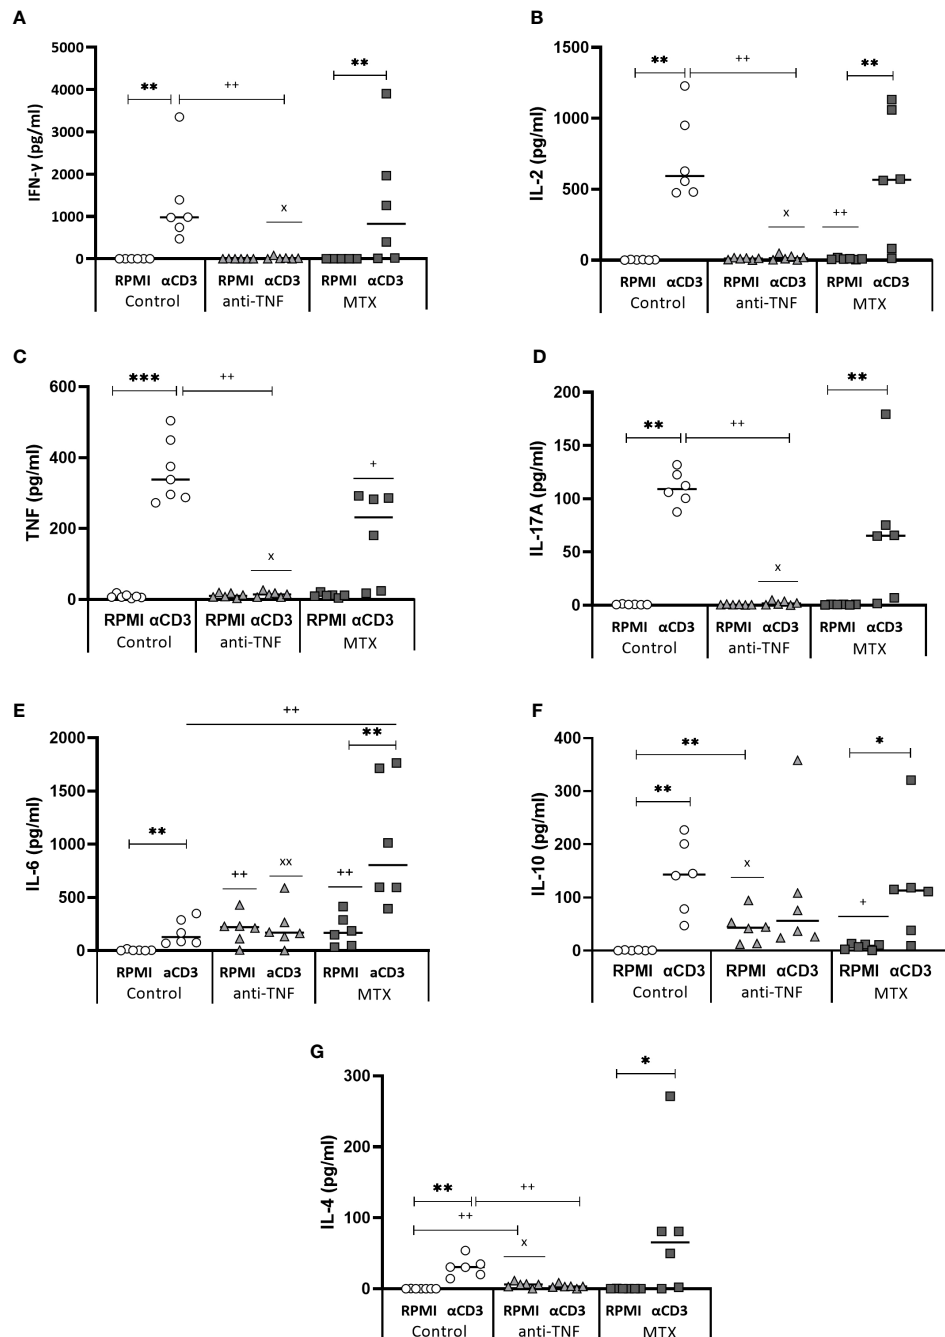 A
IFN-γ (pg/ml)
5000
4000
3000
2000
1000
0
** ++ **
x
RPMI αCD3 RPMI αCD3 RPMI αCD3
Control anti-TNF MTX
B
IL-2 (pg/ml)
1500
1000
500
0
** ++ **
x ++
RPMI αCD3 RPMI αCD3 RPMI αCD3
Control anti-TNF MTX
C
TNF (pg/ml)
600
400
200
0
*** ++
+
x
RPMI αCD3 RPMI αCD3 RPMI αCD3
Control anti-TNF MTX
D
IL-17A (pg/ml)
200
150
100
50
0
**
** ++
x
RPMI αCD3 RPMI αCD3 RPMI αCD3
Control anti-TNF MTX
E
IL-6 (pg/ml)
2000
1500
1000
500
0
++
**
**
++ xx ++
RPMI aCD3 RPMI aCD3 RPMI aCD3
Control anti-TNF MTX
F
IL-10 (pg/ml)
400
300
200
100
0
** *
**
x
+
RPMI αCD3 RPMI αCD3 RPMI αCD3
Control anti-TNF MTX
G
IL-4 (pg/ml)
300
200
100
0
*
** ++
++
x
RPMI αCD3 RPMI αCD3 RPMI αCD3
Control anti-TNF MTX